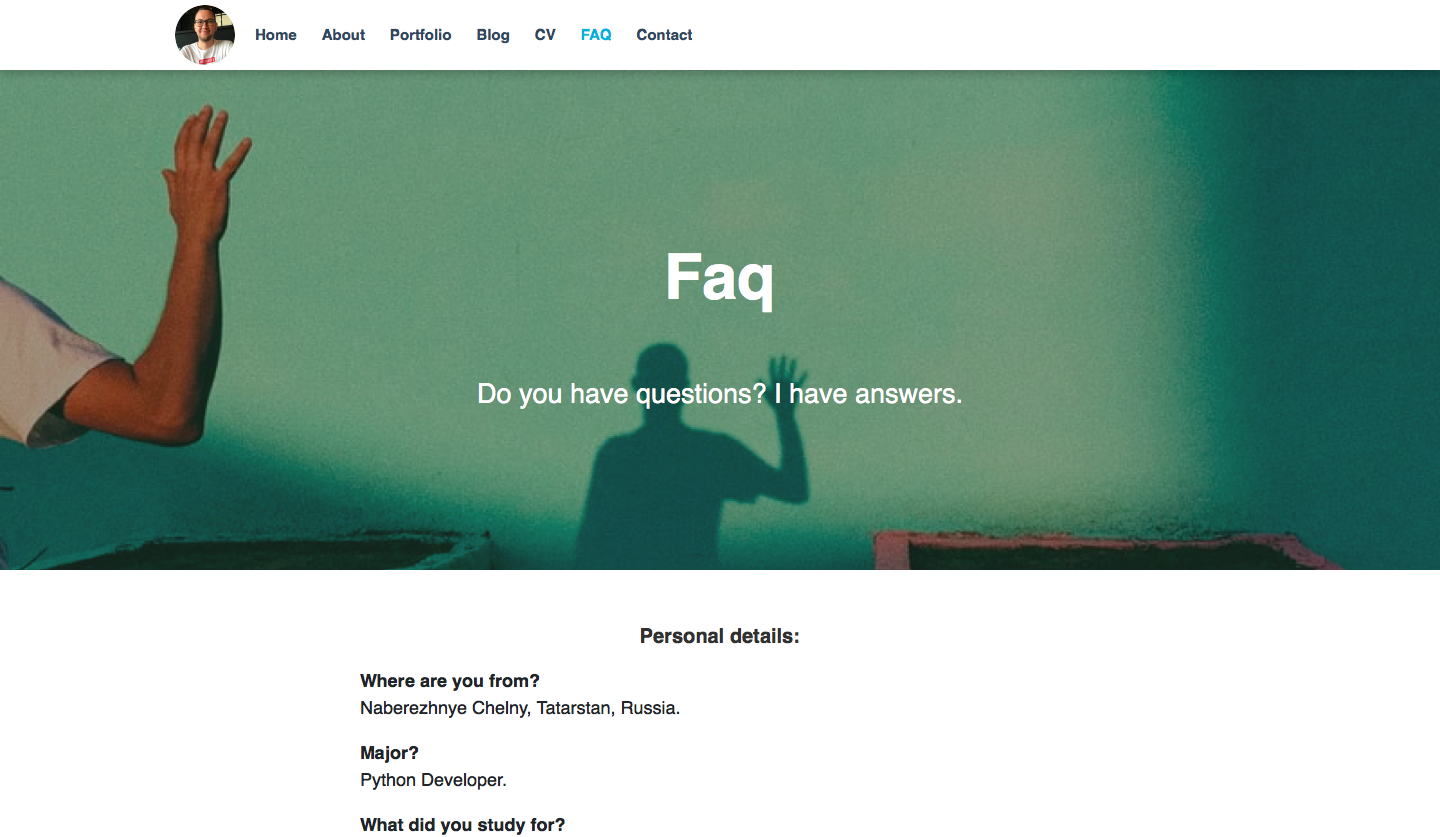 Home About Portfolio Blog CV FAQ Contact
Faq
Do you have questions? I have answers.
Personal details:
Where are you from?
Naberezhnye Chelny, Tatarstan, Russia.
Major?
Python Developer.
What did you study for?